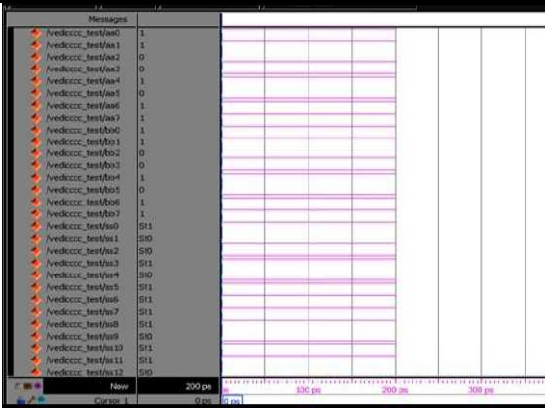 Messages
/vedicccc_test/aa0 1
/vedicccc_test/aa1 1
/vedicccc_test/aa2 0
/vedicccc_test/aa3 0
/vedicccc_test/aa4 1
/vedicccc_test/aa5 0
/vedicccc_test/aa6 1
/vedicccc_test/aa7 1
/vedicccc_test/bb0 1
/vedicccc_test/bb1 1
/vedicccc_test/bb2 0
/vedicccc_test/bb3 0
/vedicccc_test/bb4 1
/vedicccc_test/bb5 0
/vedicccc_test/bb6 1
/vedicccc_test/bb7 1
/vedicccc_test/ss0 St1
/vedicccc_test/ss1 St0
/vedicccc_test/ss2 St0
/vedicccc_test/ss3 St1
/vedicccc_test/ss4 St0
/vedicccc_test/ss5 St1
/vedicccc_test/ss6 St1
/vedicccc_test/ss7 St1
/vedicccc_test/ss8 St1
/vedicccc_test/ss9 St0
/vedicccc_test/ss10 St1
/vedicccc_test/ss11 St1
/vedicccc_test/ss12 St0
Now 200 ps 100 ps 200 ps 300 ps
Cursor 1 0 ps 0 ps